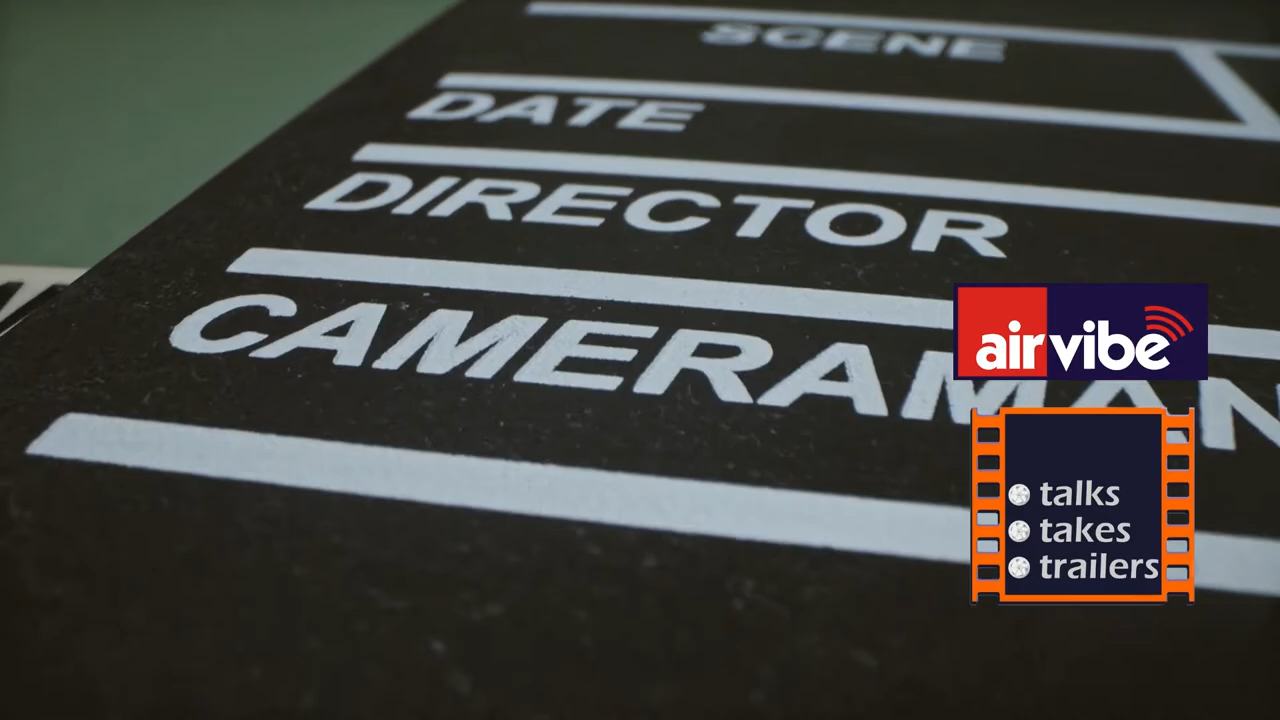 SCENE
DATE
DIRECTOR
CAMERAMAN
airvibe
talks
takes
trailers